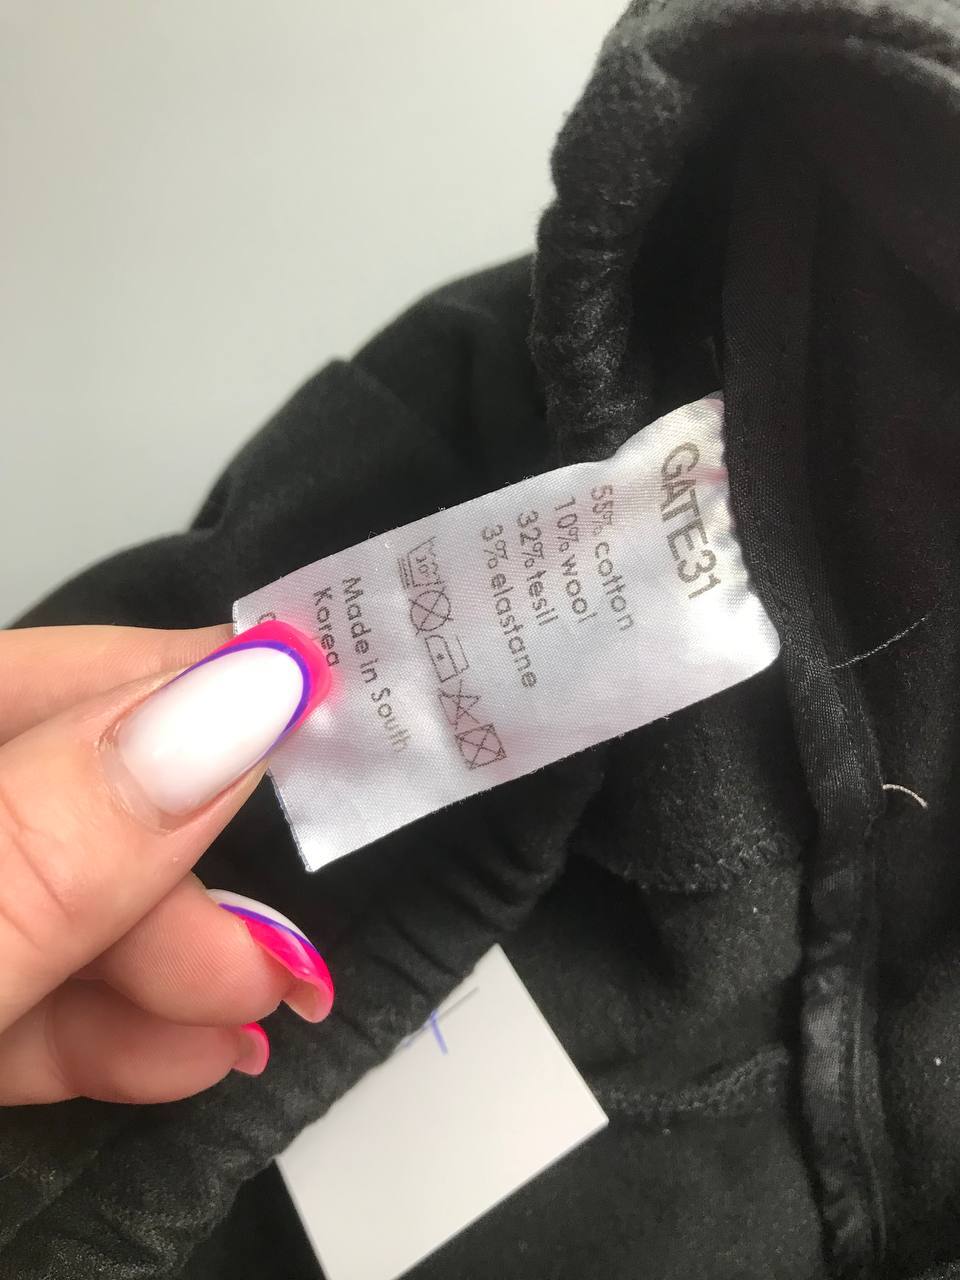 GATE31
55% cotton
10% wool
32% tesil
3% elastane
Made in South
Korea